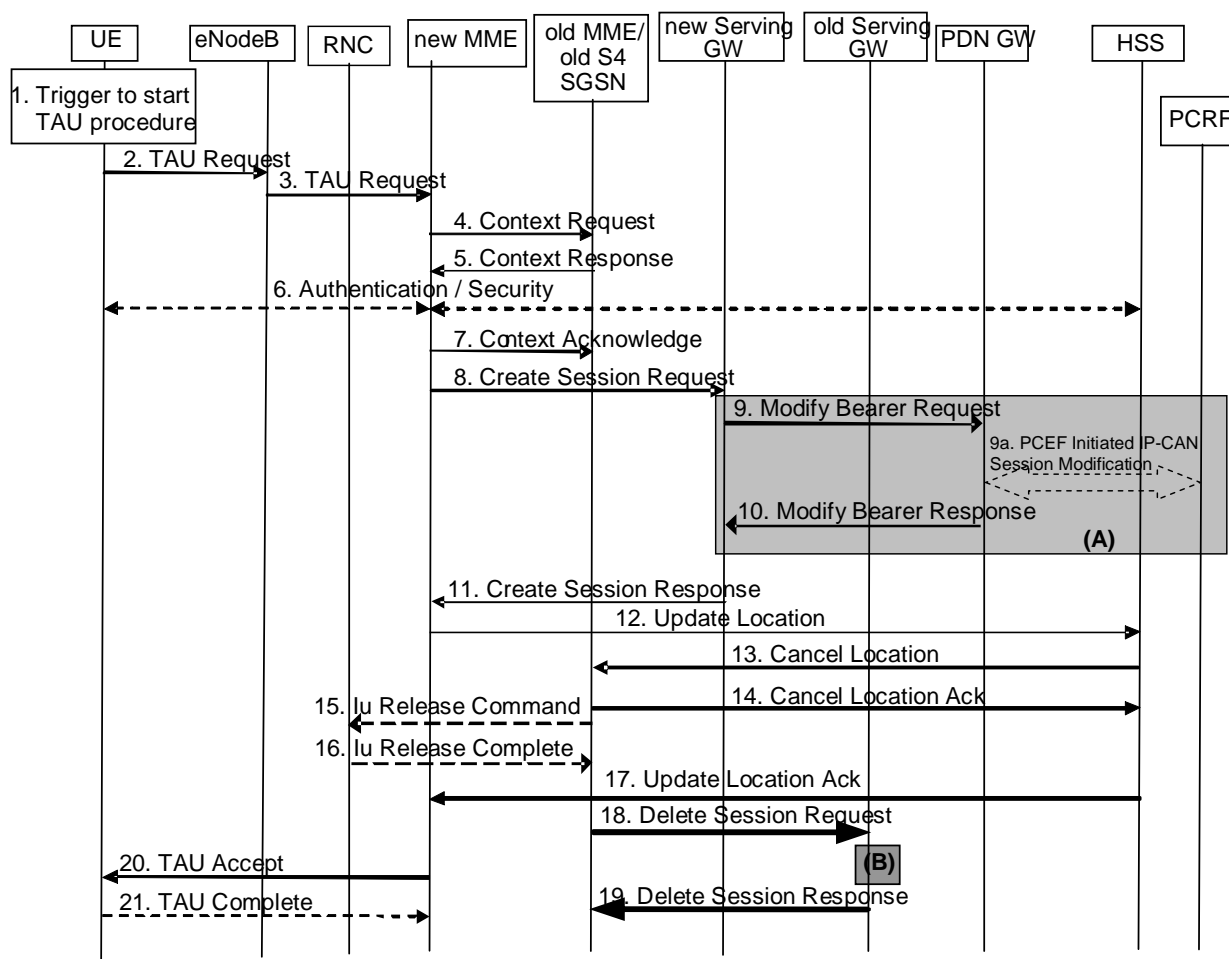 UE
eNodeB
RNC
new MME
old MME/
old S4
SGSN
new Serving
GW
old Serving
GW
PDN GW
HSS
PCRF
1. Trigger to start
TAU procedure
2. TAU Request
3. TAU Request
4. Context Request
5. Context Response
6. Authentication / Security
7. Context Acknowledge
8. Create Session Request
9. Modify Bearer Request
9a. PCEF Initiated IP-CAN
Session Modification
10. Modify Bearer Response
(A)
11. Create Session Response
12. Update Location
13. Cancel Location
14. Cancel Location Ack
15. Iu Release Command
16. Iu Release Complete
17. Update Location Ack
18. Delete Session Request
(B)
19. Delete Session Response
20. TAU Accept
21. TAU Complete